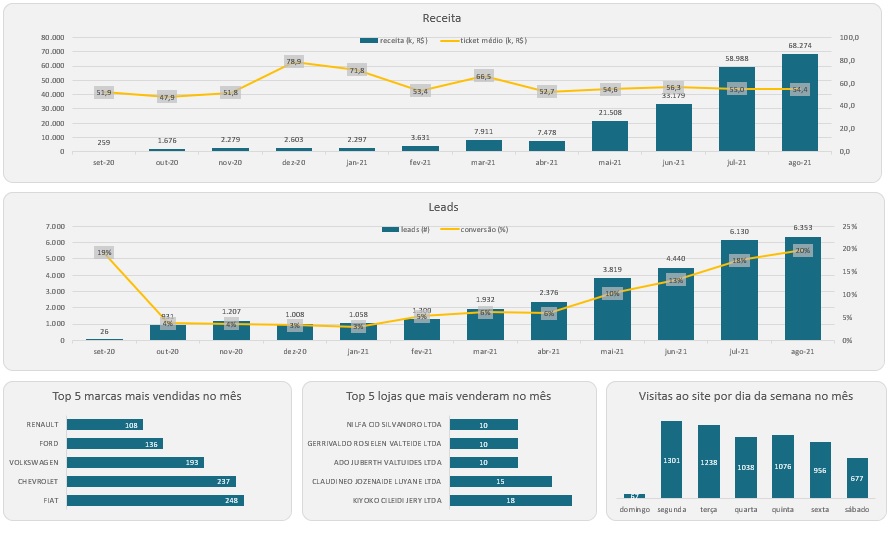 Receita
receita (k, R$) ticket médio (k, R$)
80.000
70.000
60.000
50.000
40.000
30.000
20.000
10.000
0
100,0
80,0
60,0
40,0
20,0
0,0
51,9 47,9 51,8 78,9 71,8 53,4 66,5 52,7 54,6 56,3 55,0 54,4
259 1.676 2.279 2.603 2.297 3.631 7.911 7.478 21.508 33.179 58.988 68.274
set-20 out-20 nov-20 dez-20 jan-21 fev-21 mar-21 abr-21 mai-21 jun-21 jul-21 ago-21
Leads
leads (#) conversão (%)
7.000
6.000
5.000
4.000
3.000
2.000
1.000
0
25%
20%
15%
10%
5%
0%
26 1.207 1.008 1.058 1.932 2.376 3.819 4.440 6.130 6.353
19% 4% 4% 3% 3% 5% 6% 6% 10% 13% 18% 20%
set-20 out-20 nov-20 dez-20 jan-21 fev-21 mar-21 abr-21 mai-21 jun-21 jul-21 ago-21
Top 5 marcas mais vendidas no mês
RENAULT 108
FORD 136
VOLKSWAGEN 193
CHEVROLET 237
FIAT 248
Top 5 lojas que mais venderam no mês
NILFA CID SILVANDRO LTDA 10
GERRIVALDO ROSIELEN VALTEIDE LTDA 10
ADO JUBERTH VALTUIDES LTDA 10
CLAUDINEO JOZENAIDE LUYANE LTDA 15
KIYOKO CILEIDI JERY LTDA 18
Visitas ao site por dia da semana no mês
67 1301 1238 1038 1076 956 677
domingo segunda terça quarta quinta sexta sábado